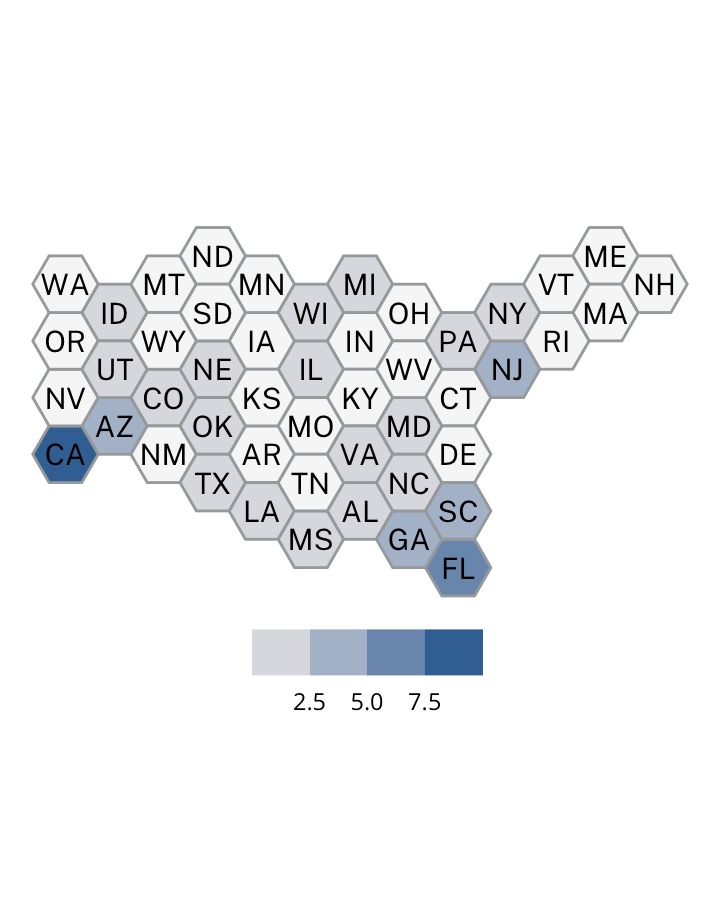 ND ME
WA MT MN MI VT NH
ID SD WI OH NY MA
OR WY IA IN PA RI
UT NE IL WV NJ
NV CO KS KY CT
AZ OK MO MD
CA NM AR VA DE
TX TN NC
LA AL SC
MS GA
FL
2.5 5.0 7.5